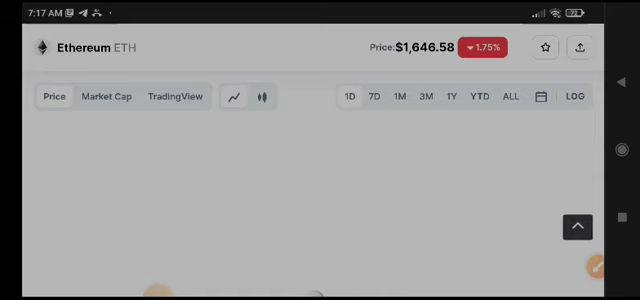 7:17 AM
72
Ethereum ETH
Price:$1,646.58 1.75%
Price Market Cap TradingView 1D 7D 1M 3M 1Y YTD ALL LOG